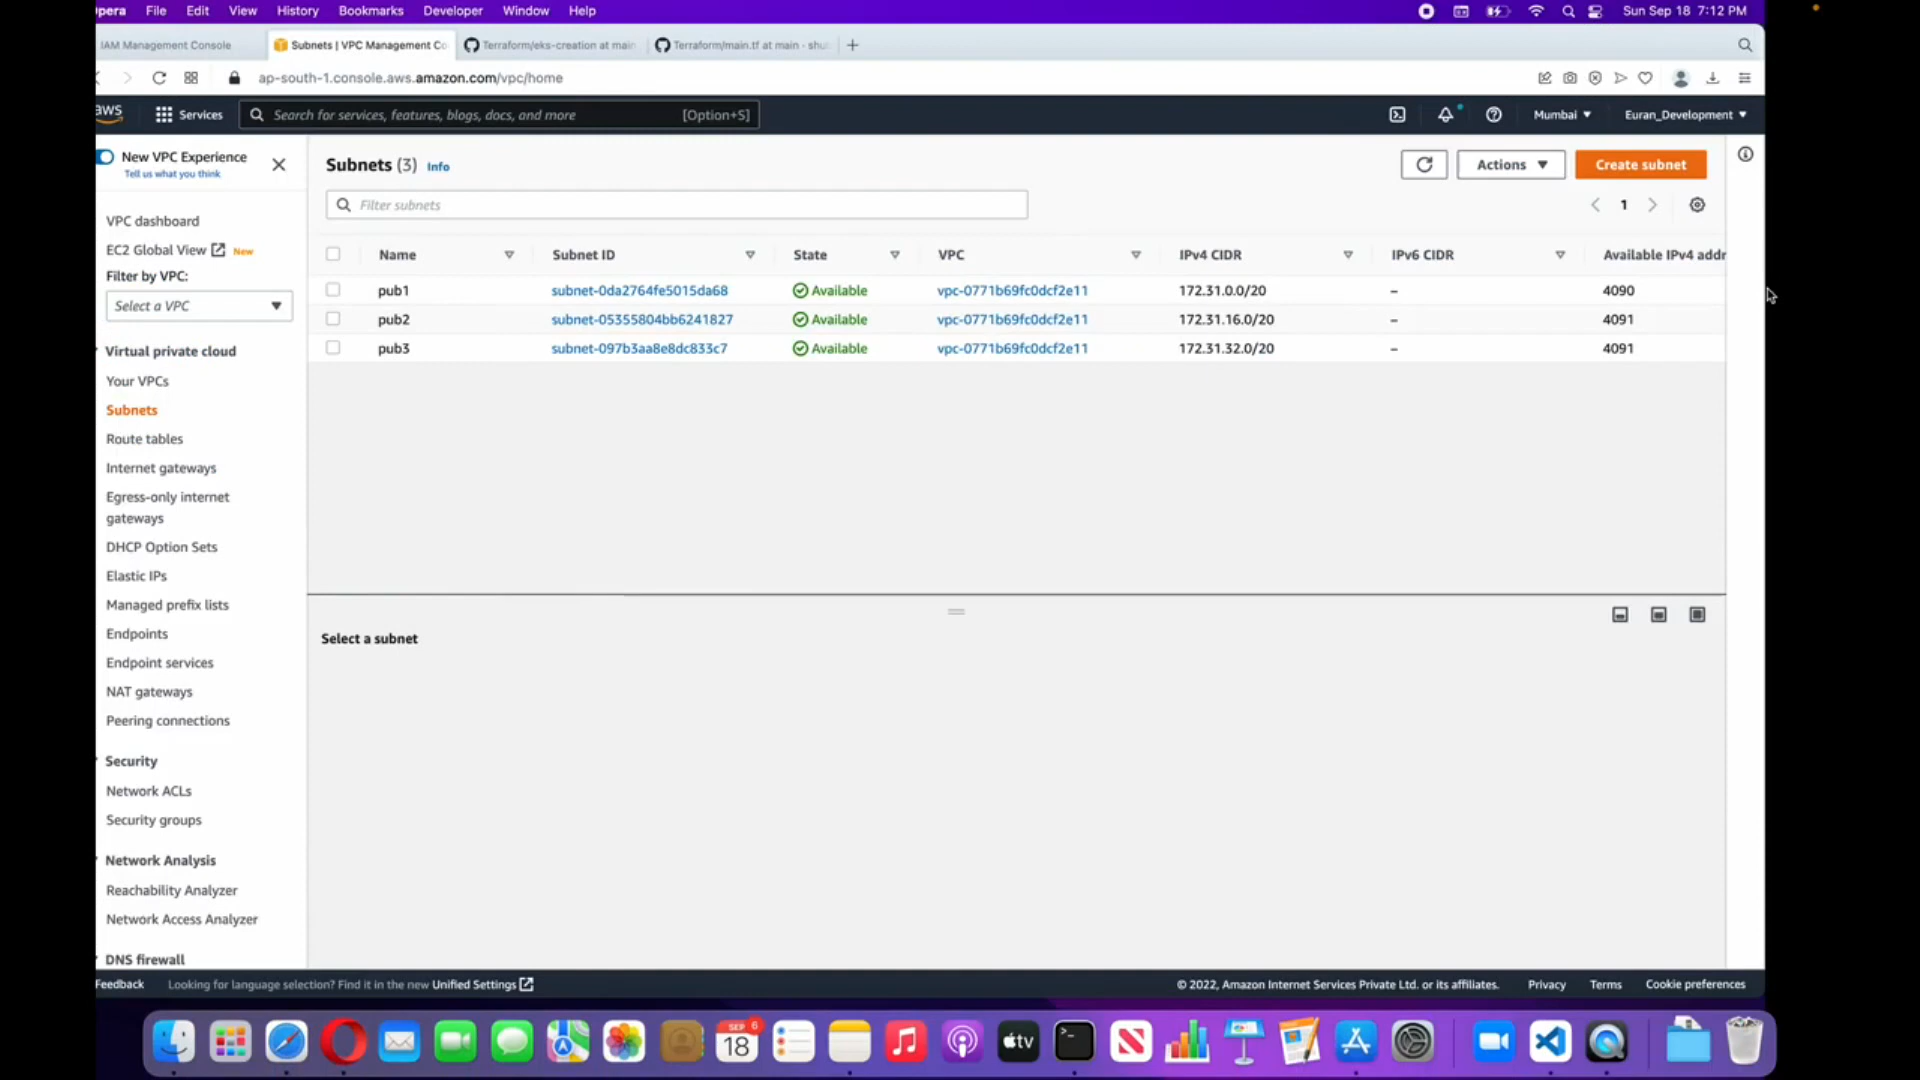 pera File Edit View History Bookmarks Developer Window Help Sun Sep 18 7:12 PM
IAM Management Console Subnets | VPC Management Co Terraform/eks-creation at main Terraform/main.tf at main · shu
ap-south-1.console.aws.amazon.com/vpc/home
aws Services Search for services, features, blogs, docs, and more [Option+S] Mumbai Euran_Development
New VPC Experience
Tell us what you think
VPC dashboard
EC2 Global View New
Filter by VPC:
Select a VPC
Virtual private cloud
Your VPCs
Subnets
Route tables
Internet gateways
Egress-only internet
gateways
DHCP Option Sets
Elastic IPs
Managed prefix lists
Endpoints
Endpoint services
NAT gateways
Peering connections
Security
Network ACLs
Security groups
Network Analysis
Reachability Analyzer
Network Access Analyzer
DNS firewall
Subnets (3) Info
Actions Create subnet
Filter subnets
1
Name Subnet ID State VPC IPv4 CIDR IPv6 CIDR Available IPv4 addr
pub1 subnet-0da2764fe5015da68 Available vpc-0771b69fc0dcf2e11 172.31.0.0/20 – 4090
pub2 subnet-05355804bb6241827 Available vpc-0771b69fc0dcf2e11 172.31.16.0/20 – 4091
pub3 subnet-097b3aa8e8dc833c7 Available vpc-0771b69fc0dcf2e11 172.31.32.0/20 – 4091
Select a subnet
Feedback Looking for language selection? Find it in the new Unified Settings © 2022, Amazon Internet Services Private Ltd. or its affiliates. Privacy Terms Cookie preferences
SEP 6
18
tv